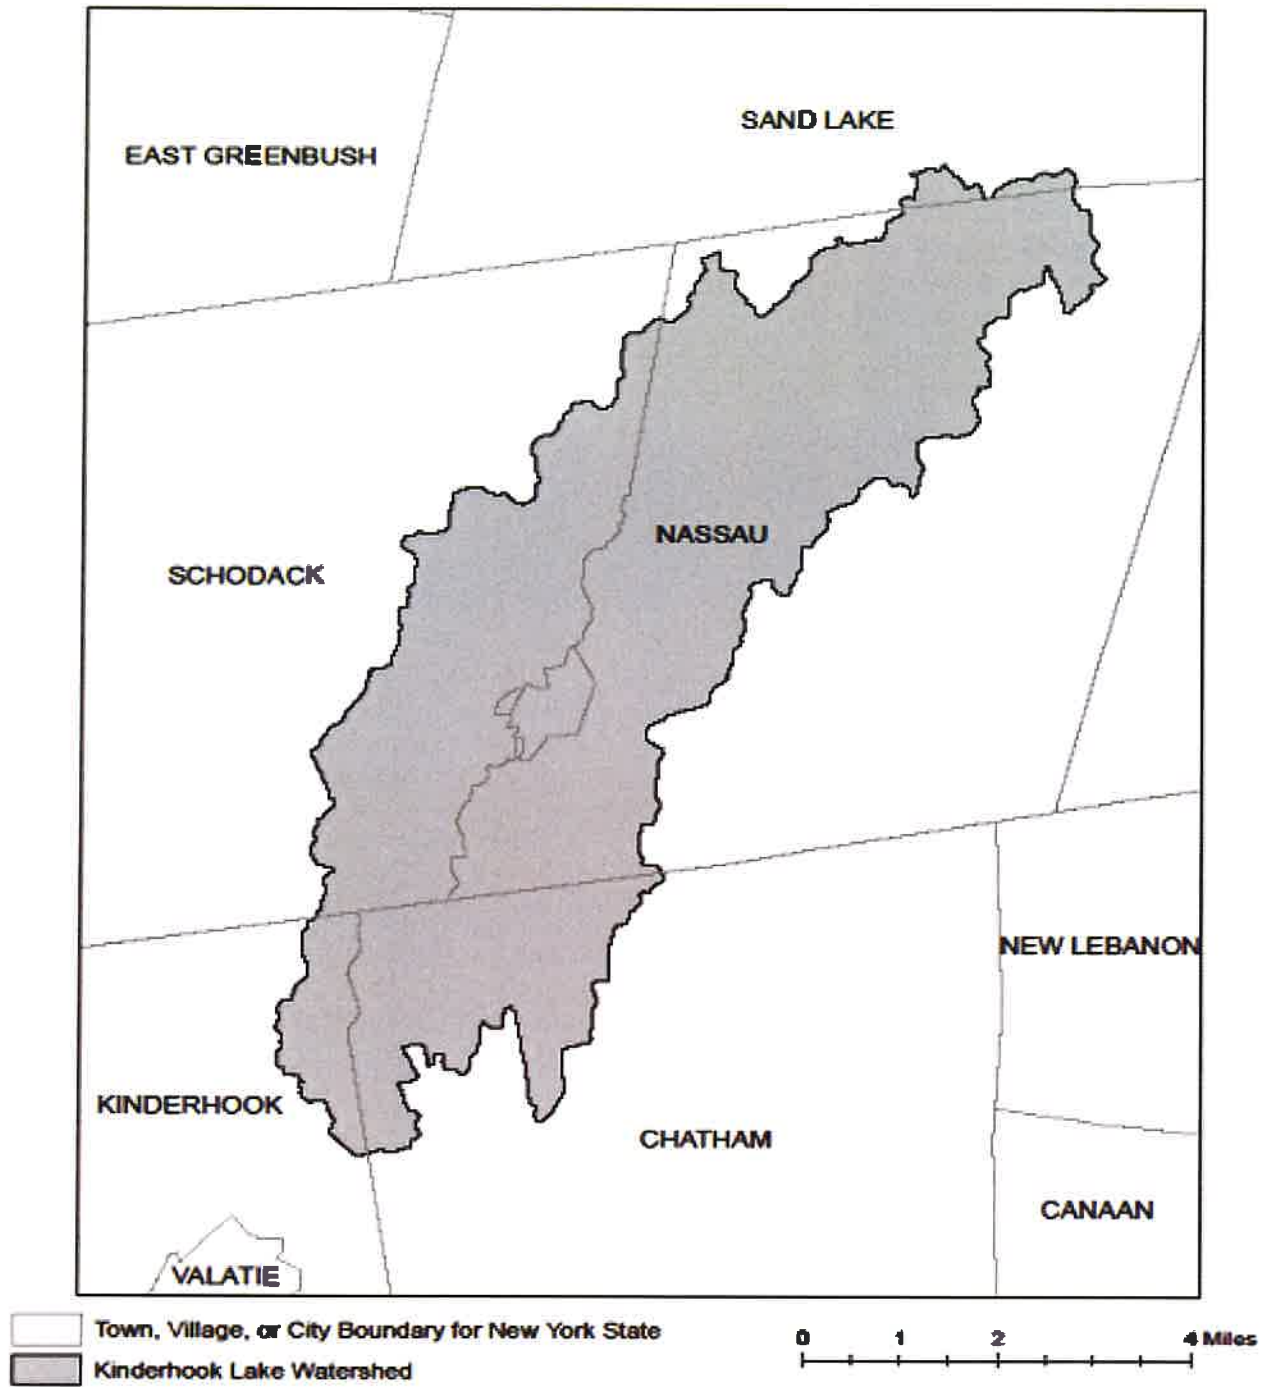 SAND LAKE
EAST GREENBUSH
NASSAU
SCHODACK
NEW LEBANON
KINDERHOOK
CHATHAM
CANAAN
VALATIE
Town, Village, or City Boundary for New York State
Kinderhook Lake Watershed
0 1 2 4 Miles